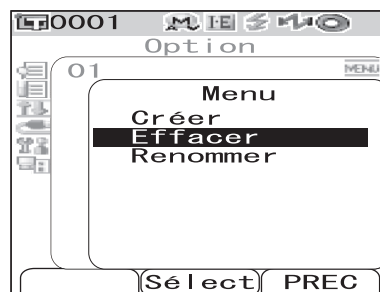 0001 M I·E
Option
01 MENU
Menu
Créer
Effacer
Renommer
Sélect PREC